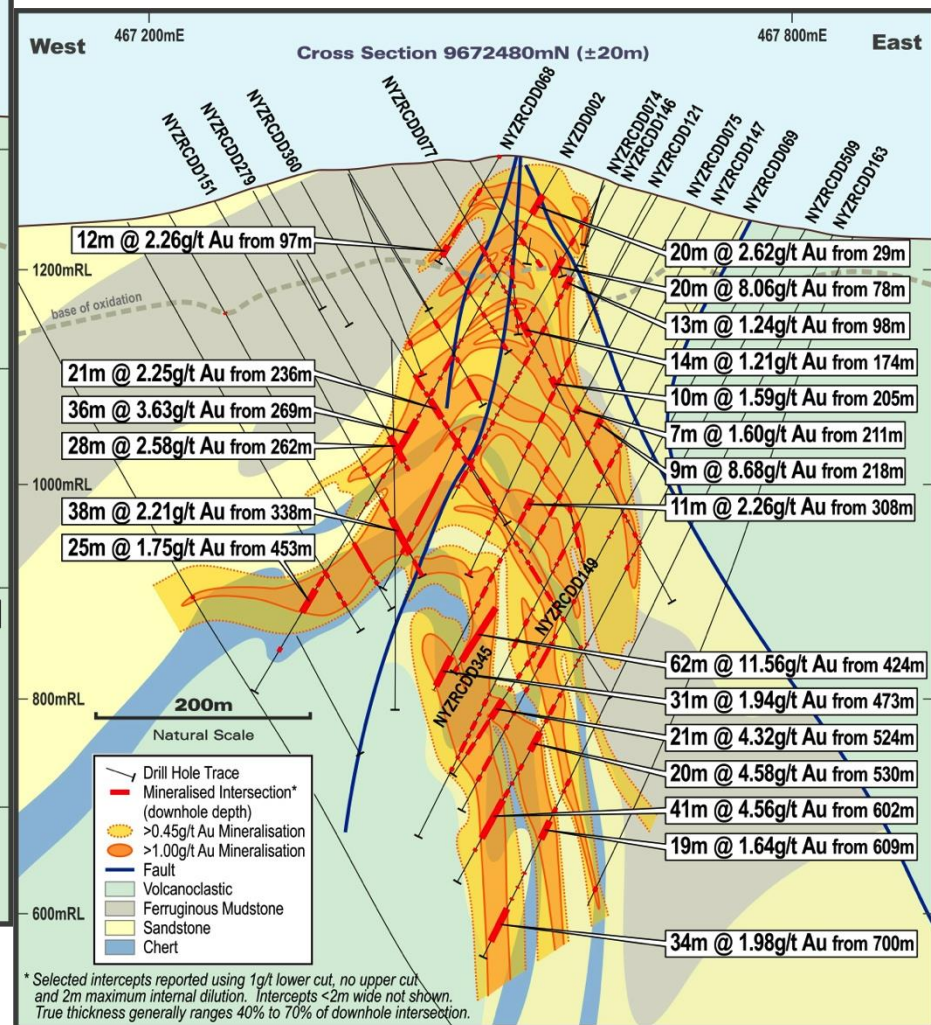 467 200mE
467 800mE
West
Cross Section 9672480mN (±20m)
East
NYZRCDD151
NYZRCDD279
NYZRCDD360
NYZRCDD077
NYZRCDD068
NYZDD002
NYZRCDD074
NYZRCDD146
NYZRCDD121
NYZRCDD075
NYZRCDD147
NYZRCDD069
NYZRCDD509
NYZRCDD163
12m @ 2.26g/t Au from 97m
1200mRL
base of oxidation
20m @ 2.62g/t Au from 29m
20m @ 8.06g/t Au from 78m
13m @ 1.24g/t Au from 98m
14m @ 1.21g/t Au from 174m
10m @ 1.59g/t Au from 205m
7m @ 1.60g/t Au from 211m
9m @ 8.68g/t Au from 218m
11m @ 2.26g/t Au from 308m
21m @ 2.25g/t Au from 236m
36m @ 3.63g/t Au from 269m
28m @ 2.58g/t Au from 262m
1000mRL
38m @ 2.21g/t Au from 338m
25m @ 1.75g/t Au from 453m
NYZRCDD149
NYZRCDD345
62m @ 11.56g/t Au from 424m
31m @ 1.94g/t Au from 473m
21m @ 4.32g/t Au from 524m
20m @ 4.58g/t Au from 530m
41m @ 4.56g/t Au from 602m
19m @ 1.64g/t Au from 609m
34m @ 1.98g/t Au from 700m
800mRL
200m
Natural Scale
Drill Hole Trace
Mineralised Intersection*
(downhole depth)
>0.45g/t Au Mineralisation
>1.00g/t Au Mineralisation
Fault
Volcanoclastic
Ferruginous Mudstone
Sandstone
Chert
600mRL
* Selected intercepts reported using 1g/t lower cut, no upper cut
and 2m maximum internal dilution. Intercepts <2m wide not shown.
True thickness generally ranges 40% to 70% of downhole intersection.